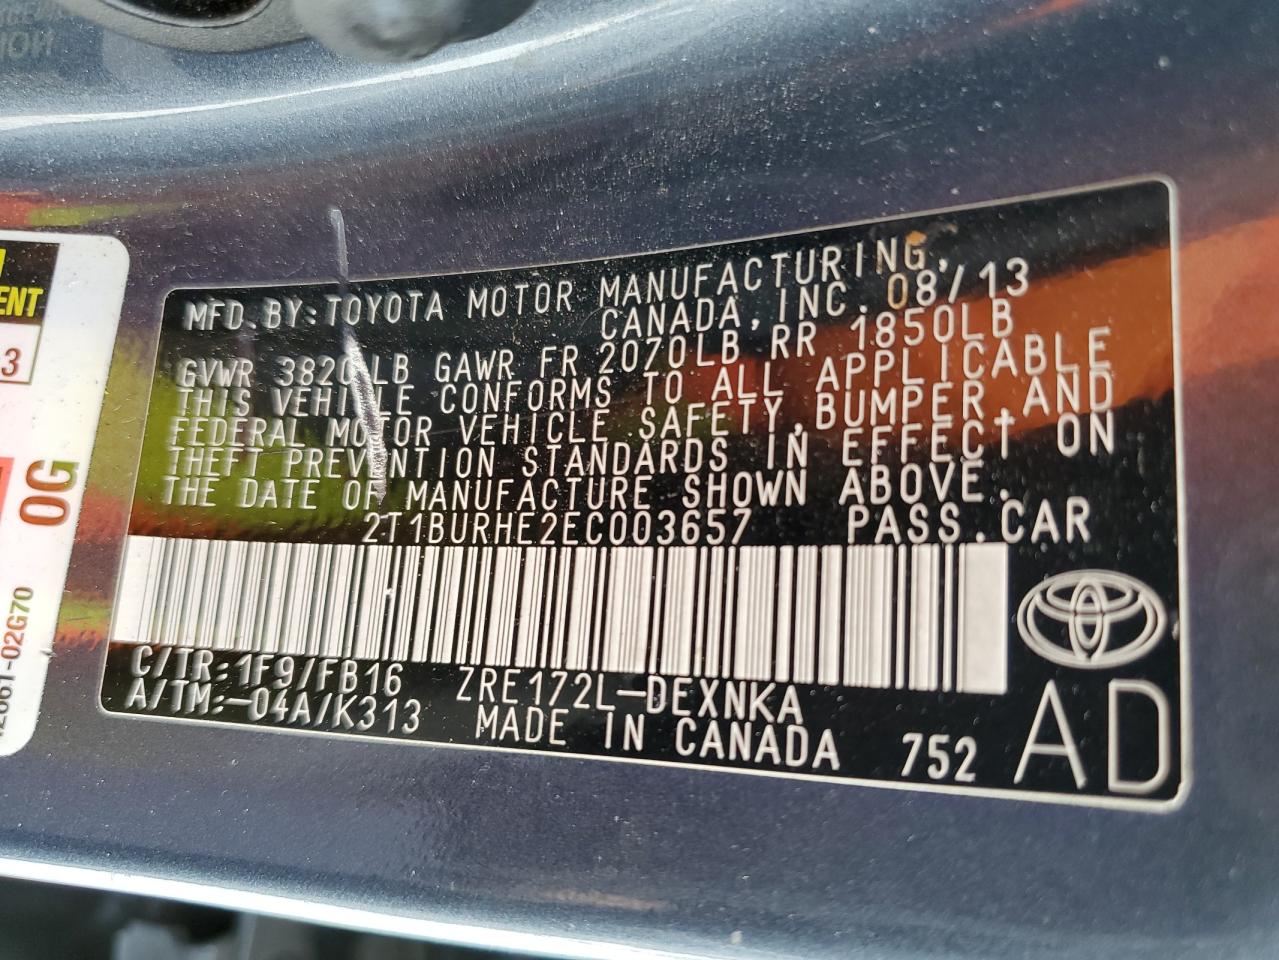 MFD.BY:TOYOTA MOTOR MANUFACTURING,
CANADA,INC. 08/13
GVWR 3820LB GAWR FR 2070LB RR 1850LB
THIS VEHICLE CONFORMS TO ALL APPLICABLE
FEDERAL MOTOR VEHICLE SAFETY,BUMPER,AND
THEFT PREVENTION STANDARDS IN EFFECT ON
THE DATE OF MANUFACTURE SHOWN ABOVE.
2T1BURHE2EC003657 PASS.CAR
C/TR:1F9/FB16 ZRE172L-DEXNKA
A/TM:-04A/K313 MADE IN CANADA 752 AD
3
0G